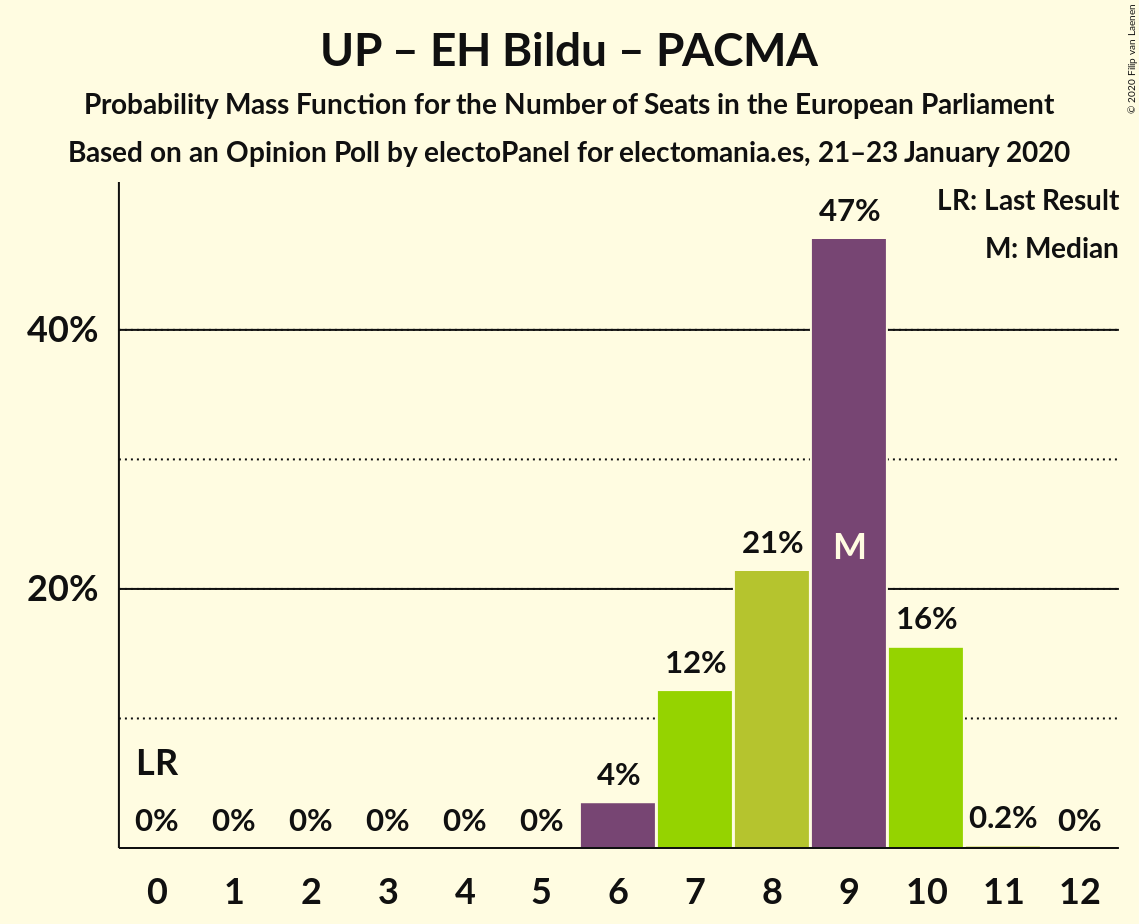 UP – EH Bildu – PACMA
Probability Mass Function for the Number of Seats in the European Parliament
Based on an Opinion Poll by electoPanel for electomania.es, 21–23 January 2020
© 2020 Filip van Laenen
LR: Last Result
M: Median
47%
40%
21%
M
20%
16%
12%
LR
4%
0% 0% 0% 0% 0% 0% 0.2% 0%
0 1 2 3 4 5 6 7 8 9 10 11 12